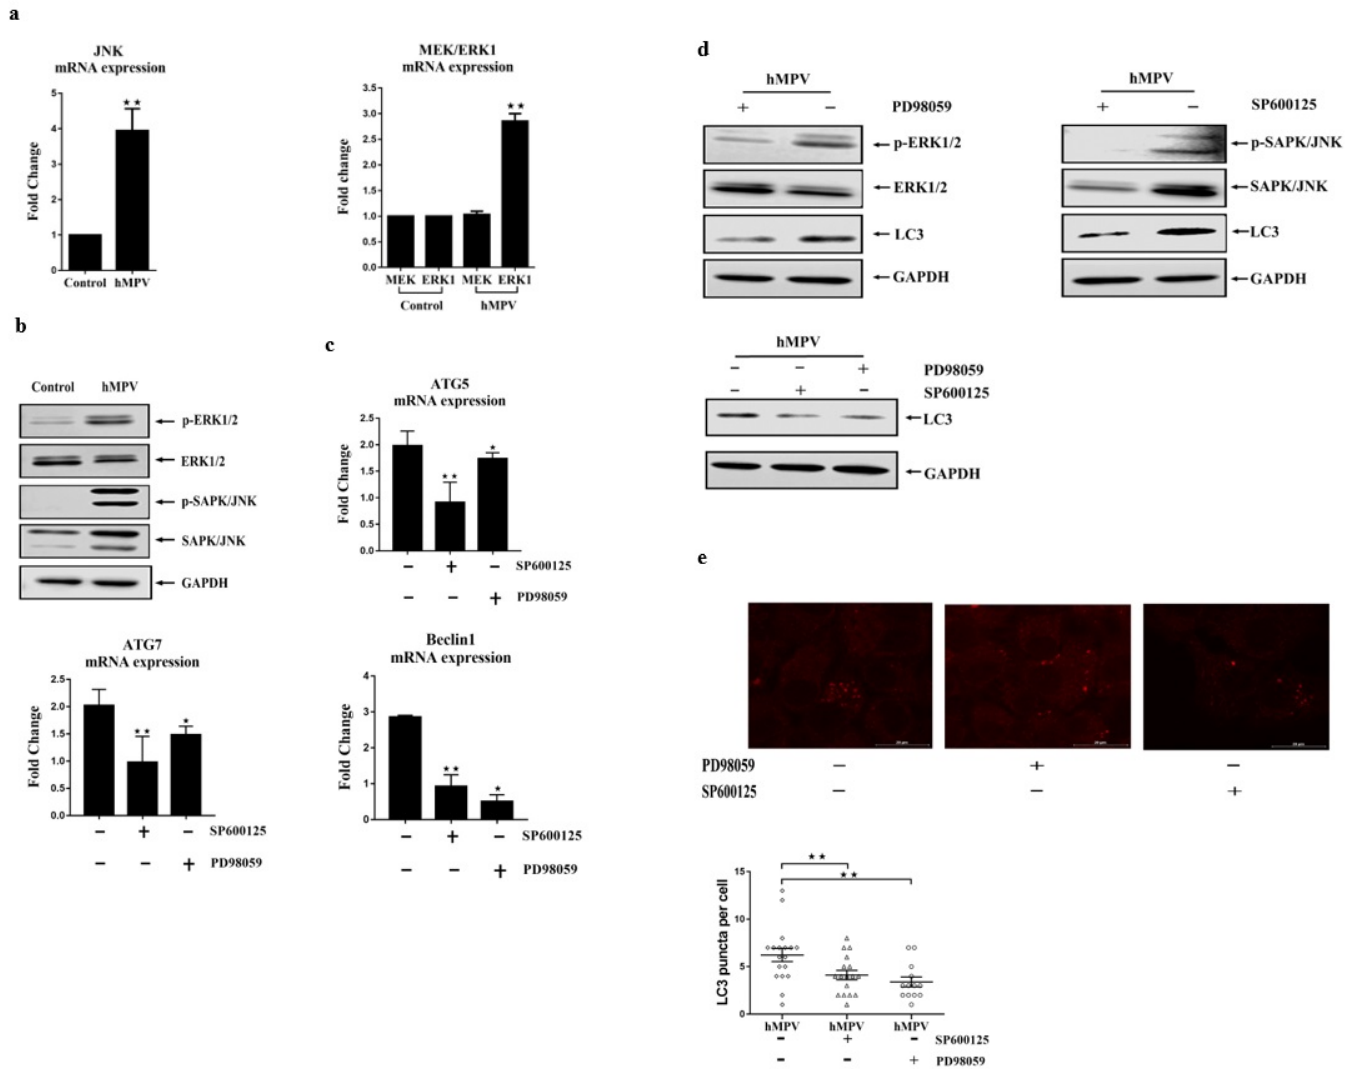 a
JNK
mRNA expression
Fold Change
5
4
3
2
1
0
★★
Control hMPV
MEK/ERK1
mRNA expression
Fold change
3.5
3.0
2.5
2.0
1.5
1.0
0.5
0.0
★★
MEK ERK1 MEK ERK1
Control hMPV
b
Control hMPV
p-ERK1/2
ERK1/2
p-SAPK/JNK
SAPK/JNK
GAPDH
ATG7
mRNA expression
Fold Change
2.5
2.0
1.5
1.0
0.5
0.0
★★ ★
− + − SP600125
− − + PD98059
c
ATG5
mRNA expression
Fold Change
2.5
2.0
1.5
1.0
0.5
0.0
★★ ★
− + − SP600125
− − + PD98059
Beclin1
mRNA expression
Fold Change
4
3
2
1
0
★★ ★
− + − SP600125
− − + PD98059
d
hMPV
+ − PD98059
p-ERK1/2
ERK1/2
LC3
GAPDH
hMPV
+ − SP600125
p-SAPK/JNK
SAPK/JNK
LC3
GAPDH
hMPV
− − + PD98059
− + − SP600125
LC3
GAPDH
e
PD98059 − + −
SP600125 − − +
LC3 puncta per cell
15
10
5
0
★★
★★
hMPV hMPV hMPV
− + − SP600125
− − + PD98059